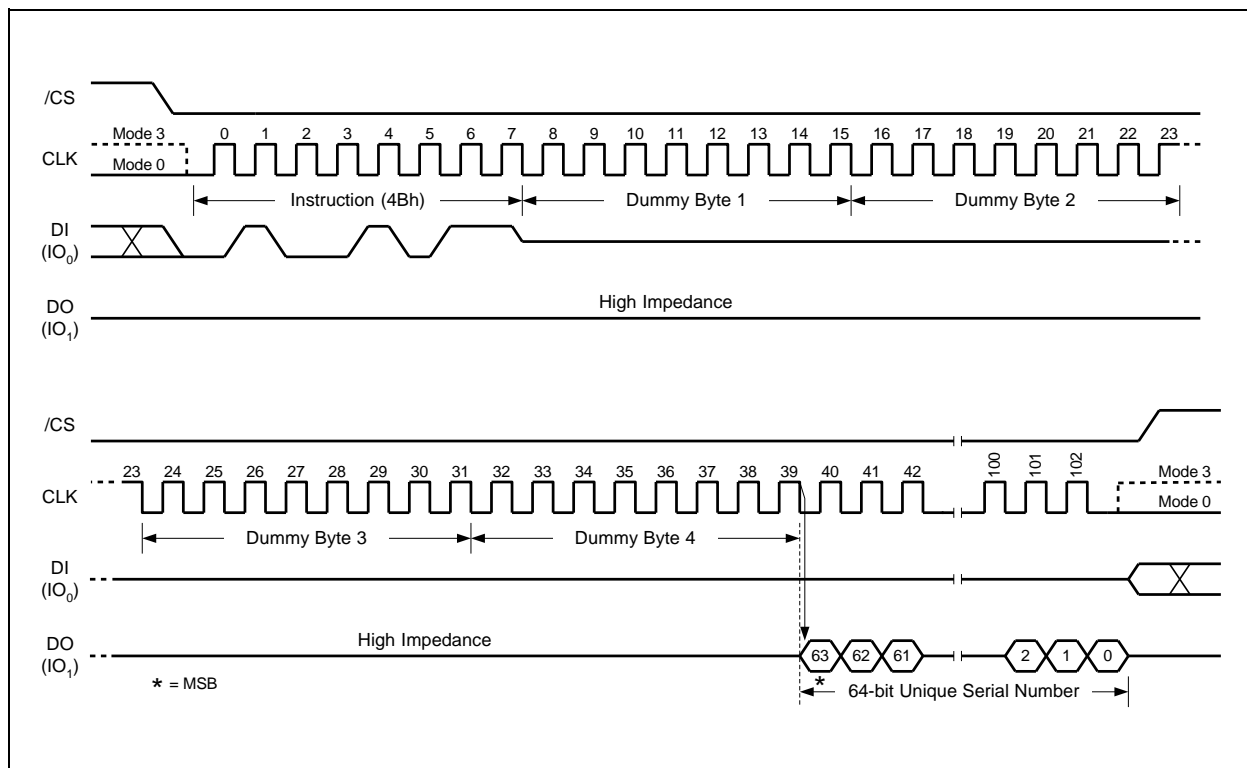 /CS
Mode 3
0 1 2 3 4 5 6 7 8 9 10 11 12 13 14 15 16 17 18 19 20 21 22 23
CLK
Mode 0
Instruction (4Bh) Dummy Byte 1 Dummy Byte 2
DI
(IO0)
High Impedance
DO
(IO1)
/CS
23 24 25 26 27 28 29 30 31 32 33 34 35 36 37 38 39 40 41 42 100 101 102
Mode 3
CLK
Mode 0
Dummy Byte 3 Dummy Byte 4
DI
(IO0)
High Impedance
DO
(IO1)
63 62 61 2 1 0
* = MSB
*
64-bit Unique Serial Number